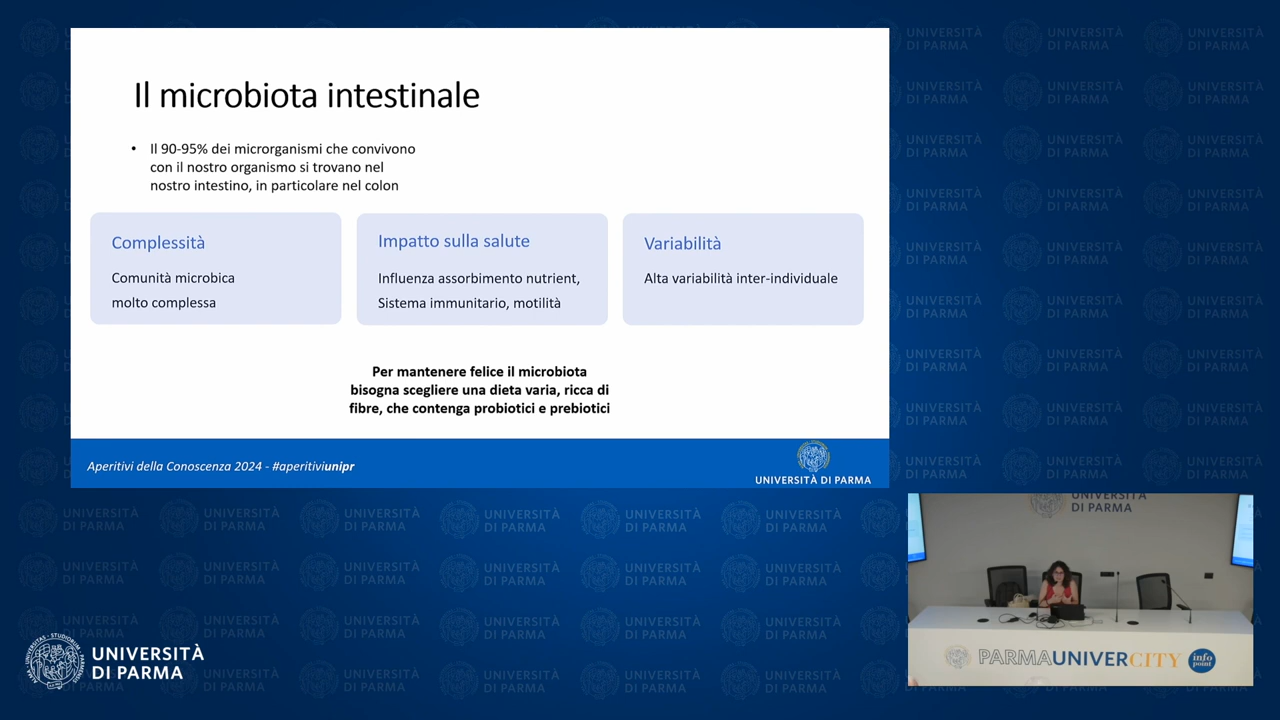 Il microbiota intestinale
• Il 90-95% dei microrganismi che convivono
con il nostro organismo si trovano nel
nostro intestino, in particolare nel colon
Complessità
Comunità microbica
molto complessa
Impatto sulla salute
Influenza assorbimento nutrient,
Sistema immunitario, motilità
Variabilità
Alta variabilità inter-individuale
Per mantenere felice il microbiota
bisogna scegliere una dieta varia, ricca di
fibre, che contenga probiotici e prebiotici
Aperitivi della Conoscenza 2024 - #aperitiviunipr
UNIVERSITÀ DI PARMA
UNIVERSITÀ
DI PARMA
UNIVERSITÀ
DI PARMA
PARMAUNIVERCITY
info
point